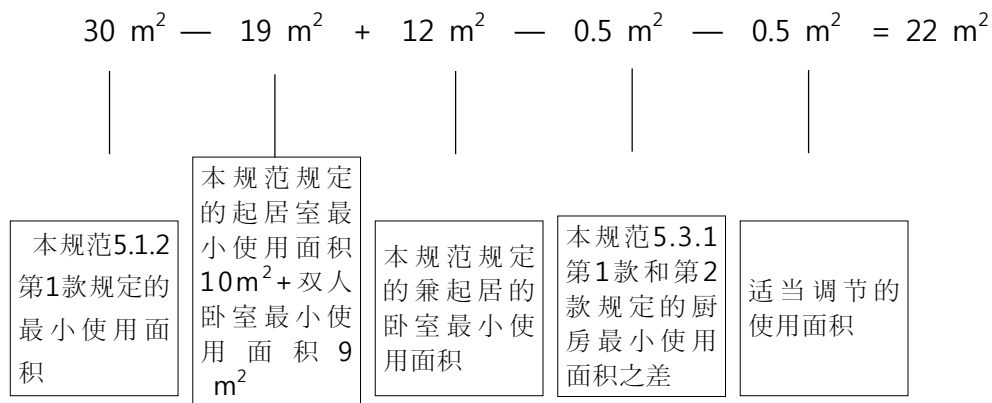 30 m² — 19 m² + 12 m² — 0.5 m² — 0.5 m² = 22 m²
本规范5.1.2
第1款规定的
最小使用面
积
本规范规定
的起居室最
小使用面积
10m²+双人
卧室最小使
用面积9
m²
本规范规定
的兼起居的
卧室最小使
用面积
本规范5.3.1
第1款和第2
款规定的厨
房最小使用
面积之差
适当调节的
使用面积